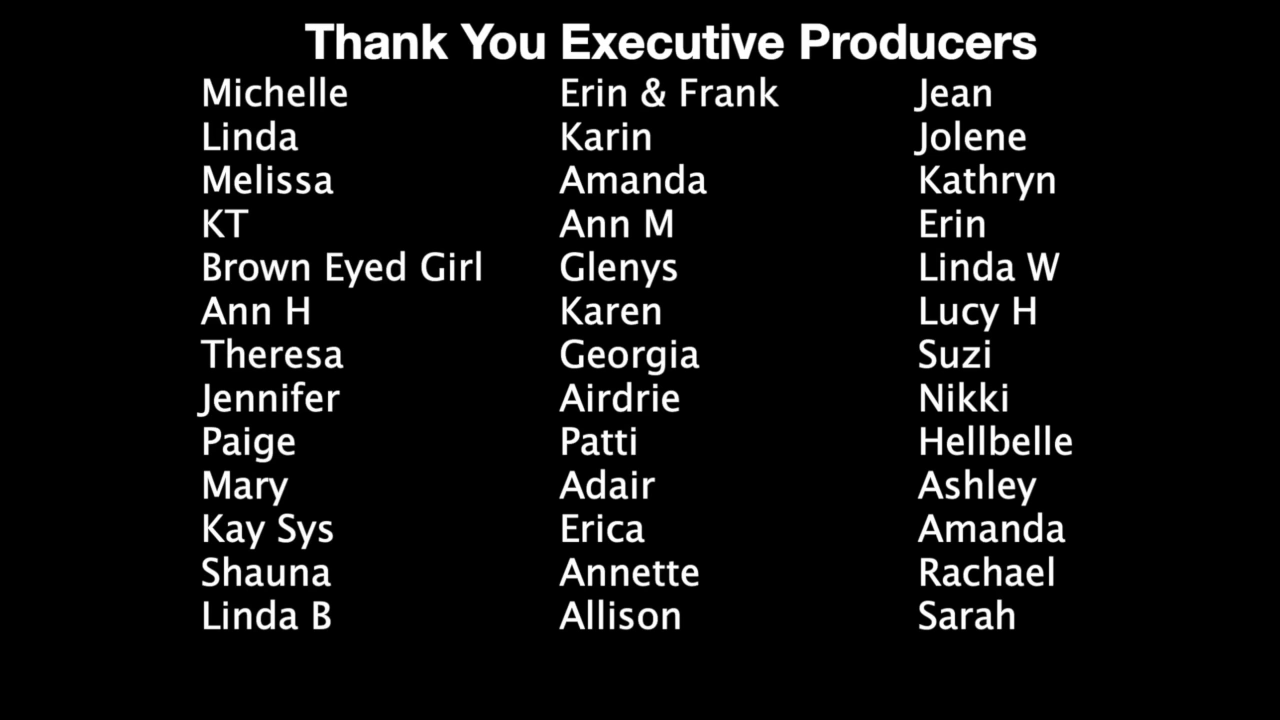 Thank You Executive Producers
Michelle
Linda
Melissa
KT
Brown Eyed Girl
Ann H
Theresa
Jennifer
Paige
Mary
Kay Sys
Shauna
Linda B
Erin & Frank
Karin
Amanda
Ann M
Glenys
Karen
Georgia
Airdrie
Patti
Adair
Erica
Annette
Allison
Jean
Jolene
Kathryn
Erin
Linda W
Lucy H
Suzi
Nikki
Hellbelle
Ashley
Amanda
Rachael
Sarah